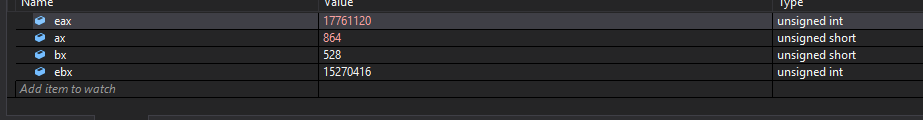 Name Value Type
eax 17761120 unsigned int
ax 864 unsigned short
bx 528 unsigned short
ebx 15270416 unsigned int
Add item to watch